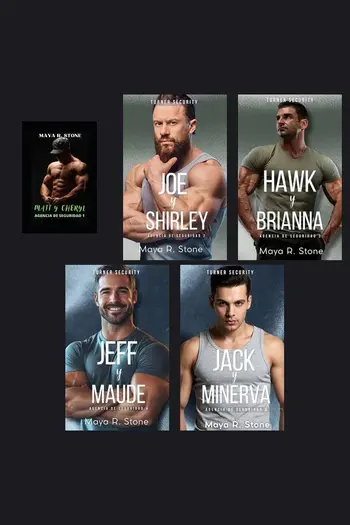 MAYA R. STONE
MATT y CHERYL
AGENCIA DE SEGURIDAD 1
TURNER SECURITY
JOE
y
SHIRLEY
AGENCIA DE SEGURIDAD 2
Maya R. Stone
TURNER SECURITY
HAWK
y
BRIANNA
AGENCIA DE SEGURIDAD 3
Maya R. Stone
TURNER SECURITY
JEFF
y
MAUDE
AGENCIA DE SEGURIDAD 4
Maya R. Stone
TURNER SECURITY
JACK
y
MINERVA
AGENCIA DE SEGURIDAD
Maya R. Stone